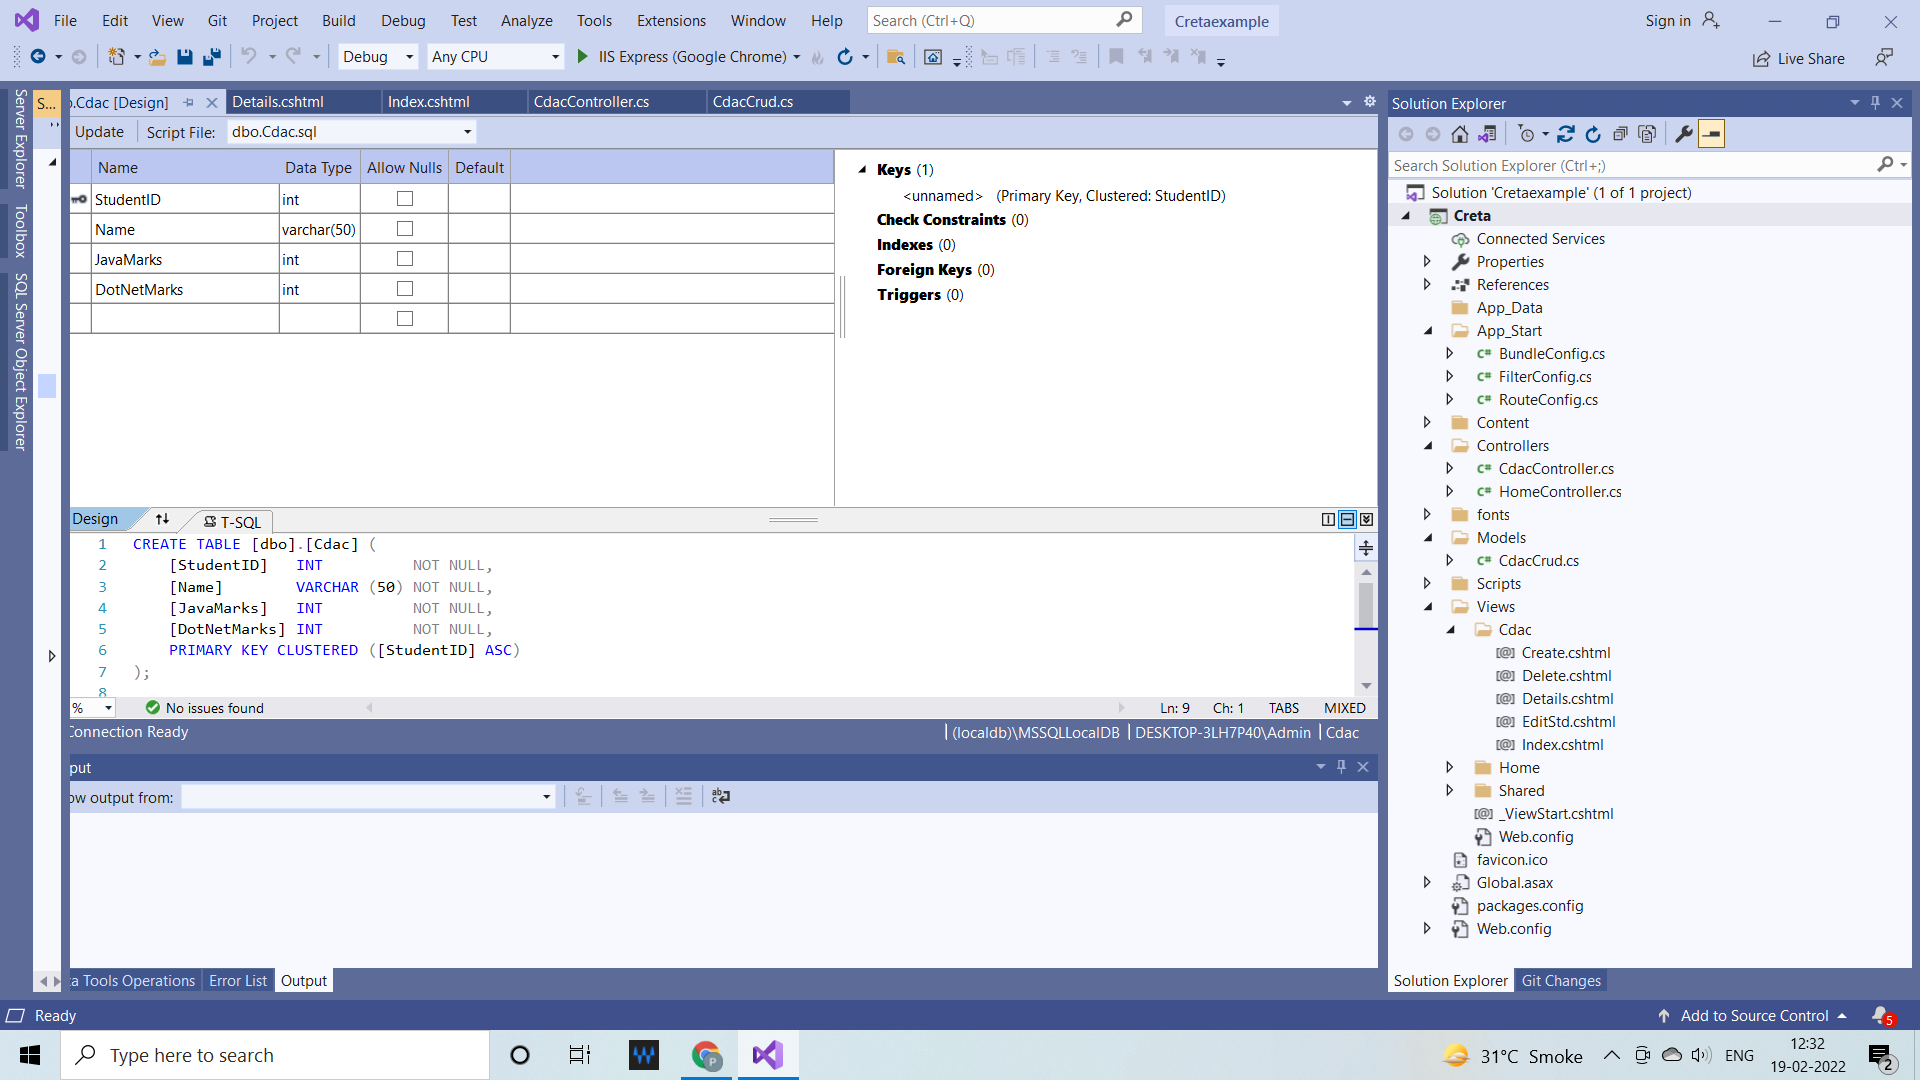 File Edit View Git Project Build Debug Test Analyze Tools Extensions Window Help Search (Ctrl+Q) Cretaexample Sign in
Debug Any CPU IIS Express (Google Chrome) Live Share
Server Explorer
Toolbox
SQL Server Object Explorer
S...
o.Cdac [Design] Details.cshtml Index.cshtml CdacController.cs CdacCrud.cs
Update Script File: dbo.Cdac.sql
Name Data Type Allow Nulls Default
StudentID int
Name varchar(50)
JavaMarks int
DotNetMarks int
Keys (1)
<unnamed> (Primary Key, Clustered: StudentID)
Check Constraints (0)
Indexes (0)
Foreign Keys (0)
Triggers (0)
Design T-SQL
1 CREATE TABLE [dbo].[Cdac] (
2 [StudentID] INT NOT NULL,
3 [Name] VARCHAR (50) NOT NULL,
4 [JavaMarks] INT NOT NULL,
5 [DotNetMarks] INT NOT NULL,
6 PRIMARY KEY CLUSTERED ([StudentID] ASC)
7 );
8
% No issues found Ln: 9 Ch: 1 TABS MIXED
onnection Ready (localdb)\MSSQLLocalDB DESKTOP-3LH7P40\Admin Cdac
put
ow output from:
ta Tools Operations Error List Output
Solution Explorer
Search Solution Explorer (Ctrl+;)
Solution 'Cretaexample' (1 of 1 project)
Creta
Connected Services
Properties
References
App_Data
App_Start
C# BundleConfig.cs
C# FilterConfig.cs
C# RouteConfig.cs
Content
Controllers
C# CdacController.cs
C# HomeController.cs
fonts
Models
C# CdacCrud.cs
Scripts
Views
Cdac
[@] Create.cshtml
[@] Delete.cshtml
[@] Details.cshtml
[@] EditStd.cshtml
[@] Index.cshtml
Home
Shared
[@] _ViewStart.cshtml
Web.config
favicon.ico
Global.asax
packages.config
Web.config
Solution Explorer Git Changes
Ready Add to Source Control 5
Type here to search W P 31°C Smoke ENG 12:32
19-02-2022 2